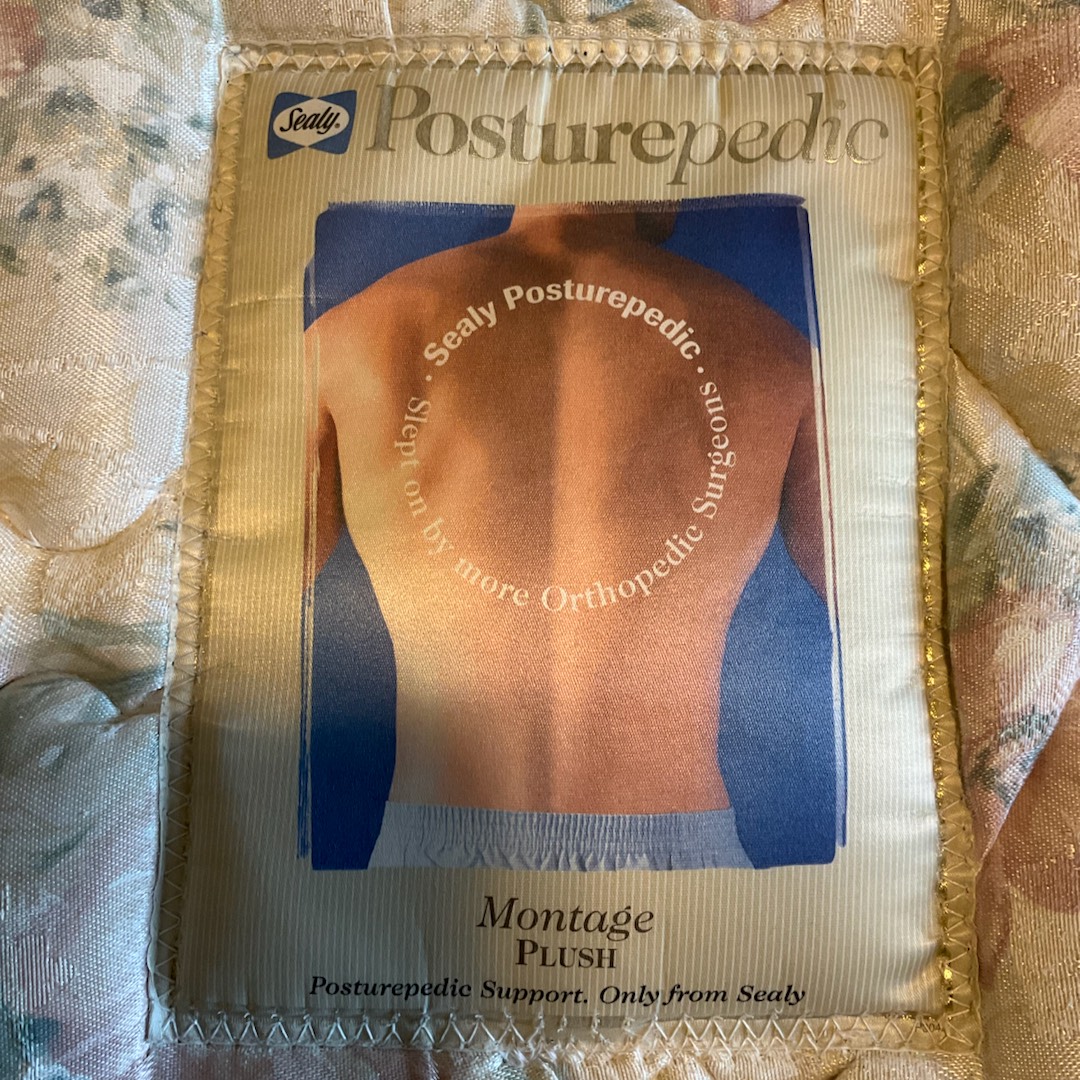 Sealy®
Posturepedic
· Sealy Posturepedic ·
Slept on by more Orthopedic Surgeons
Montage
PLUSH
Posturepedic Support. Only from Sealy